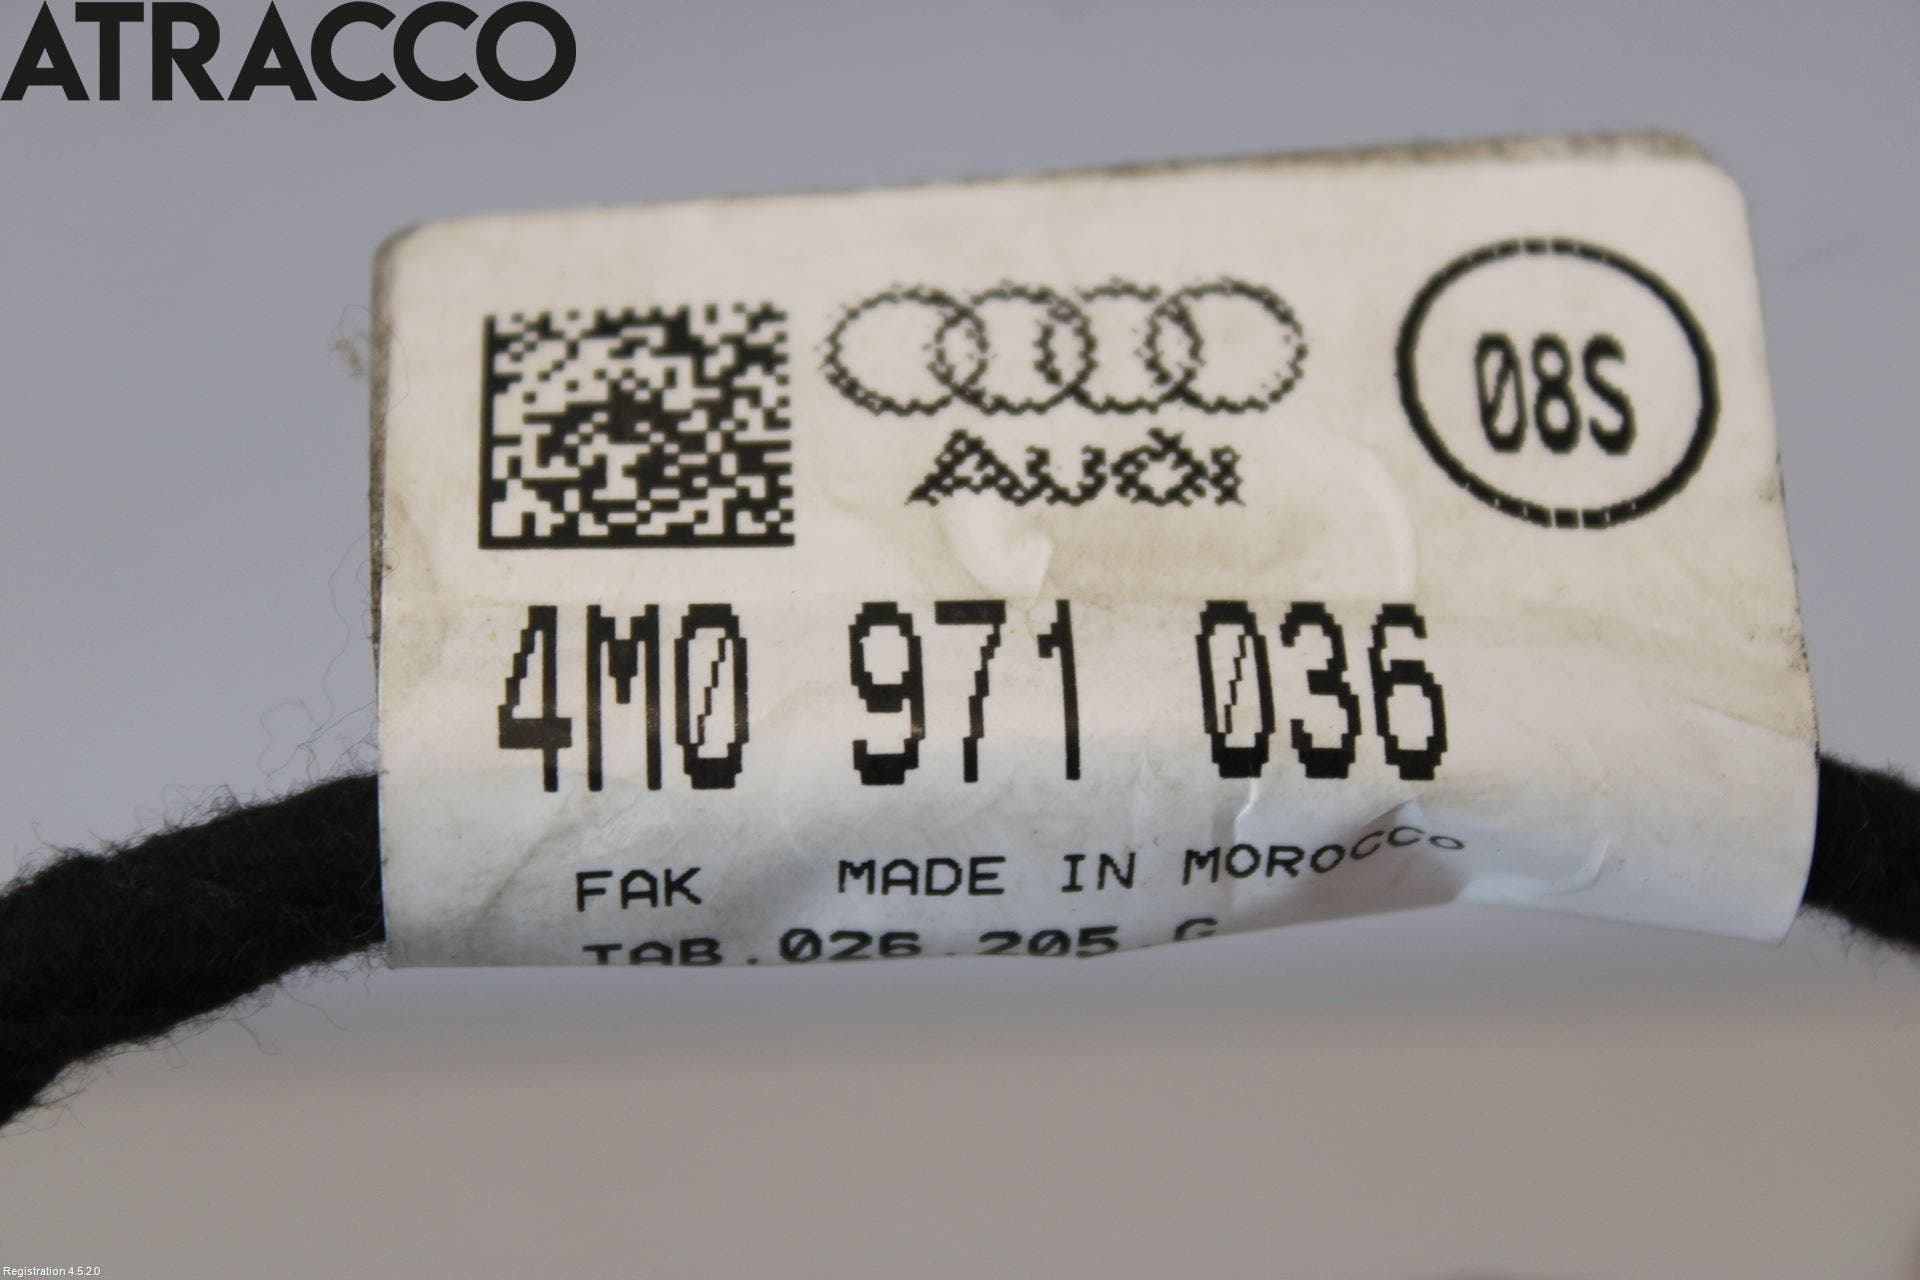 ATRACCO
08S
Audi
4M0 971 036
FAK MADE IN MOROCCO
TAB.026.205.G
Registration 4.5.2.0